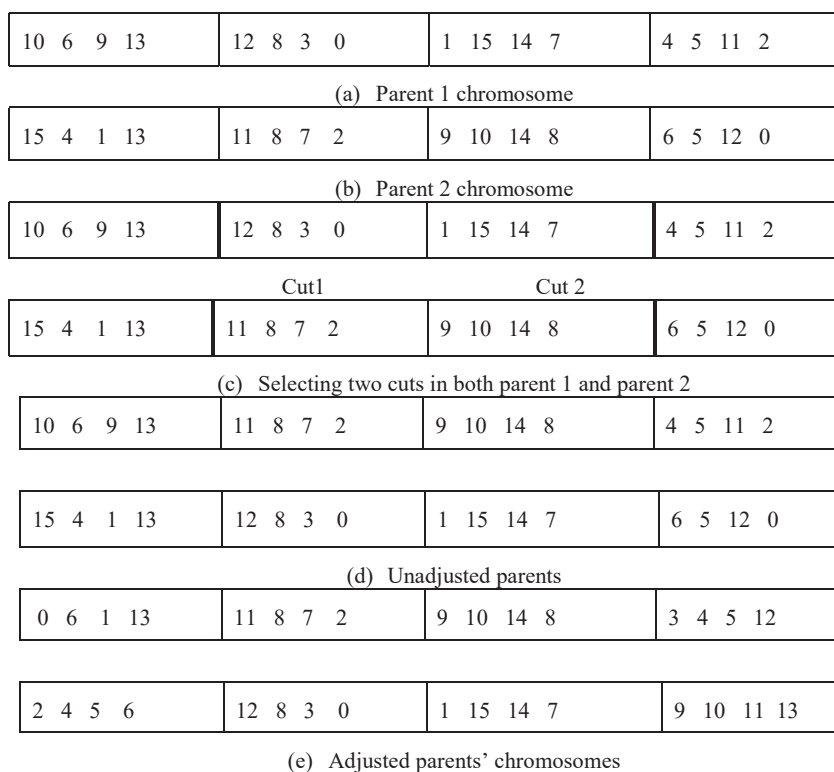 10 6 9 13 12 8 3 0 1 15 14 7 4 5 11 2
(a) Parent 1 chromosome
15 4 1 13 11 8 7 2 9 10 14 8 6 5 12 0
(b) Parent 2 chromosome
10 6 9 13 12 8 3 0 1 15 14 7 4 5 11 2
Cut1 Cut 2
15 4 1 13 11 8 7 2 9 10 14 8 6 5 12 0
(c) Selecting two cuts in both parent 1 and parent 2
10 6 9 13 11 8 7 2 9 10 14 8 4 5 11 2
15 4 1 13 12 8 3 0 1 15 14 7 6 5 12 0
(d) Unadjusted parents
0 6 1 13 11 8 7 2 9 10 14 8 3 4 5 12
2 4 5 6 12 8 3 0 1 15 14 7 9 10 11 13
(e) Adjusted parents’ chromosomes